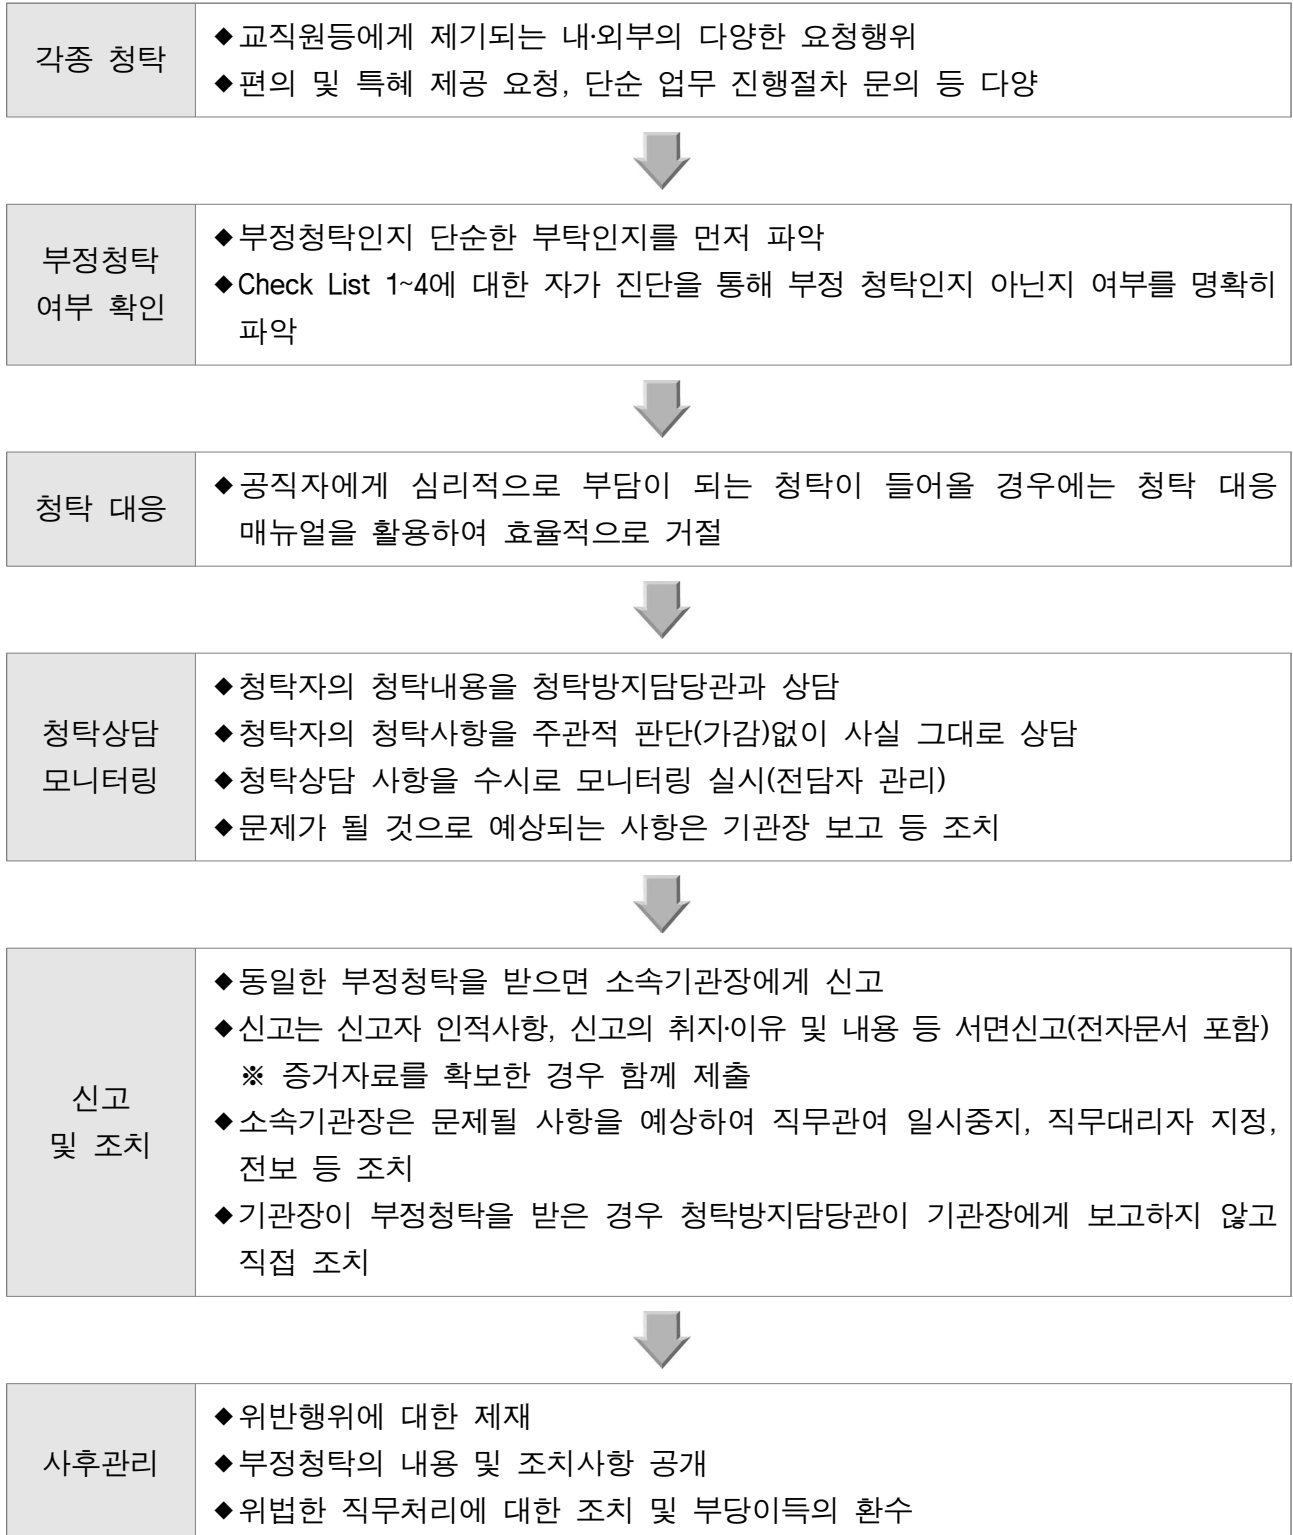 각종 청탁
◆교직원등에게 제기되는 내·외부의 다양한 요청행위
◆편의 및 특혜 제공 요청, 단순 업무 진행절차 문의 등 다양
부정청탁
여부 확인
◆부정청탁인지 단순한 부탁인지를 먼저 파악
◆Check List 1~4에 대한 자가 진단을 통해 부정 청탁인지 아닌지 여부를 명확히
파악
청탁 대응
◆공직자에게 심리적으로 부담이 되는 청탁이 들어올 경우에는 청탁 대응
매뉴얼을 활용하여 효율적으로 거절
청탁상담
모니터링
◆청탁자의 청탁내용을 청탁방지담당관과 상담
◆청탁자의 청탁사항을 주관적 판단(가감)없이 사실 그대로 상담
◆청탁상담 사항을 수시로 모니터링 실시(전담자 관리)
◆문제가 될 것으로 예상되는 사항은 기관장 보고 등 조치
신고
및 조치
◆동일한 부정청탁을 받으면 소속기관장에게 신고
◆신고는 신고자 인적사항, 신고의 취지·이유 및 내용 등 서면신고(전자문서 포함)
※ 증거자료를 확보한 경우 함께 제출
◆소속기관장은 문제될 사항을 예상하여 직무관여 일시중지, 직무대리자 지정,
전보 등 조치
◆기관장이 부정청탁을 받은 경우 청탁방지담당관이 기관장에게 보고하지 않고
직접 조치
사후관리
◆위반행위에 대한 제재
◆부정청탁의 내용 및 조치사항 공개
◆위법한 직무처리에 대한 조치 및 부당이득의 환수